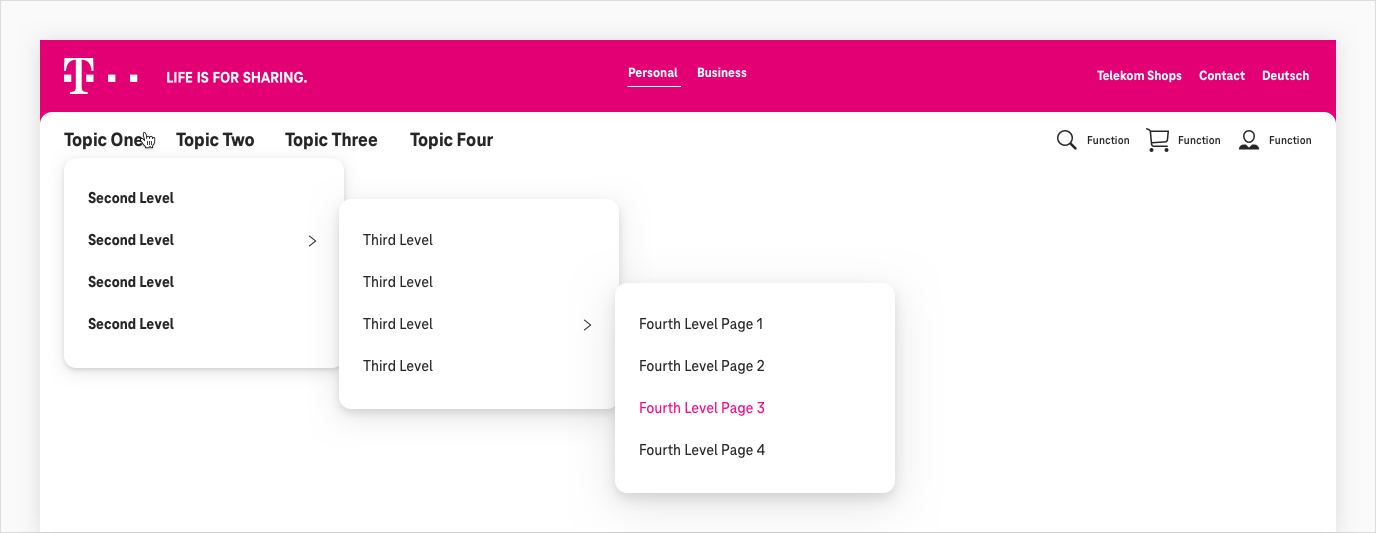 T
LIFE IS FOR SHARING.
Personal Business
Telekom Shops Contact Deutsch
Topic One Topic Two Topic Three Topic Four
Function Function Function
Second Level
Second Level
Second Level
Second Level
Third Level
Third Level
Third Level
Third Level
Fourth Level Page 1
Fourth Level Page 2
Fourth Level Page 3
Fourth Level Page 4